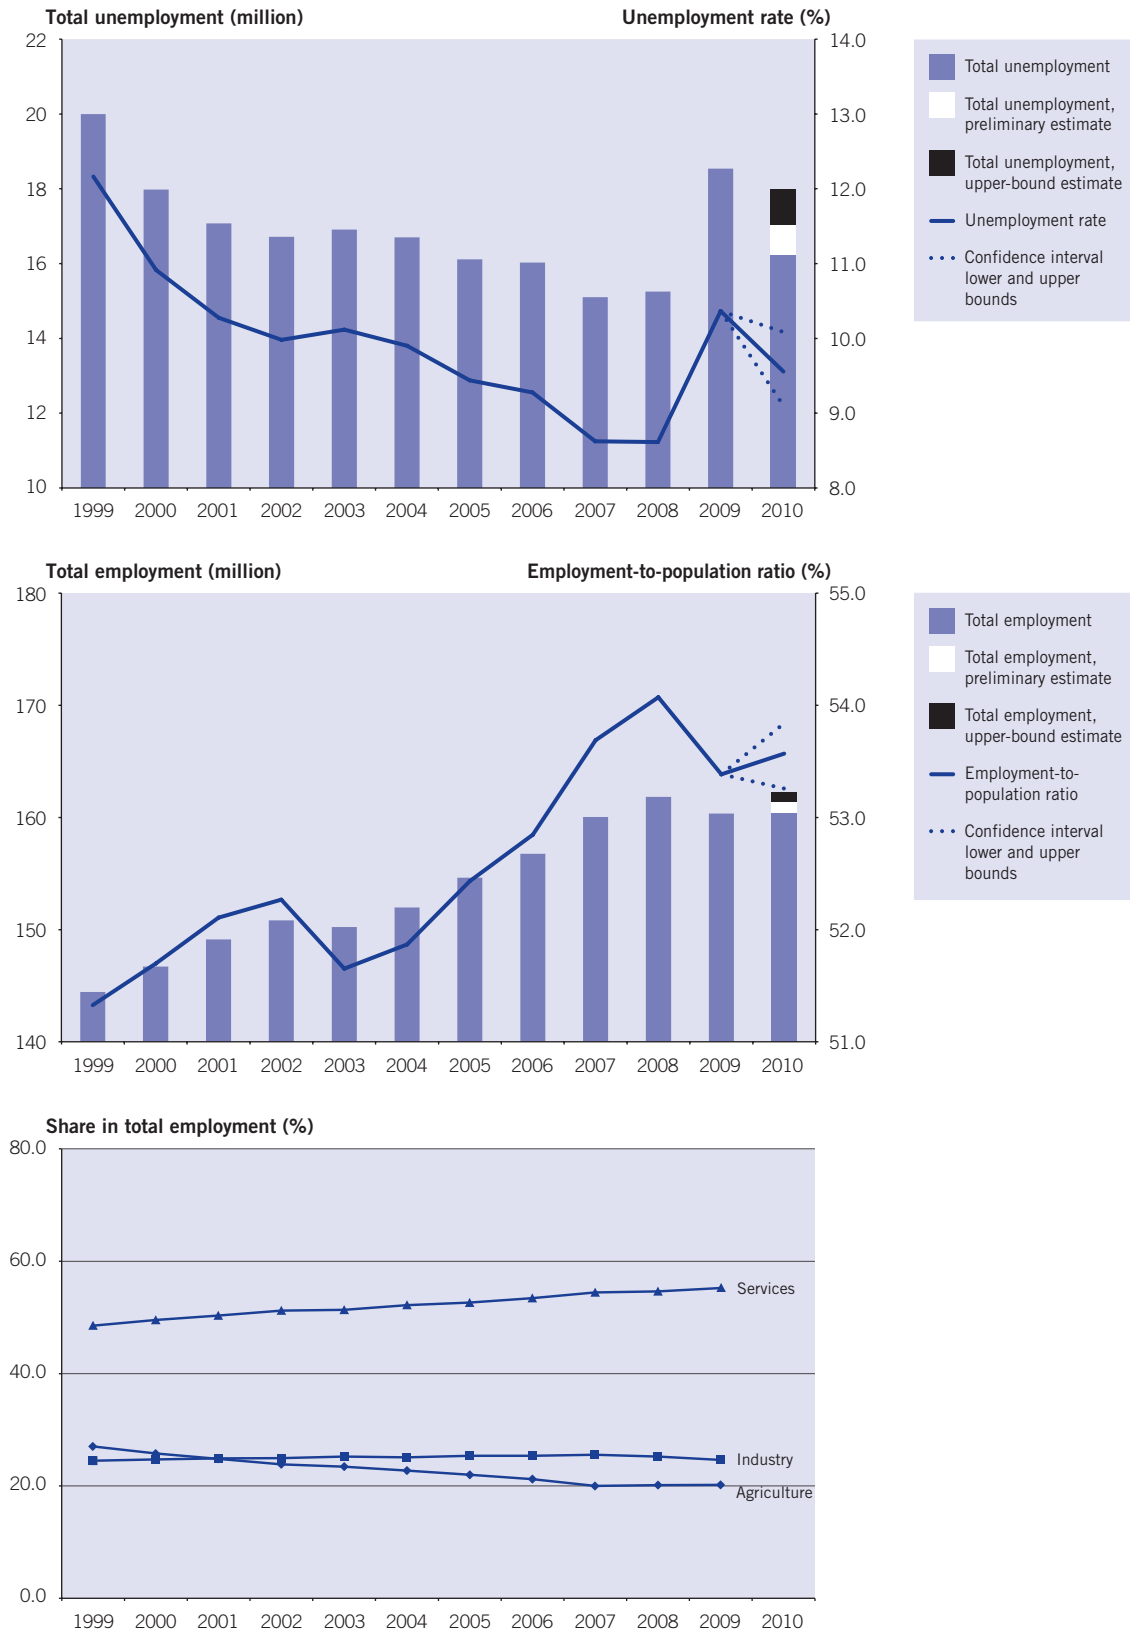 Total unemployment (million)
Unemployment rate (%)
22
20
18
16
14
12
10
14.0
13.0
12.0
11.0
10.0
9.0
8.0
1999 2000 2001 2002 2003 2004 2005 2006 2007 2008 2009 2010
Total unemployment
Total unemployment,
preliminary estimate
Total unemployment,
upper-bound estimate
Unemployment rate
Confidence interval
lower and upper
bounds
Total employment (million)
Employment-to-population ratio (%)
180
170
160
150
140
55.0
54.0
53.0
52.0
51.0
1999 2000 2001 2002 2003 2004 2005 2006 2007 2008 2009 2010
Total employment
Total employment,
preliminary estimate
Total employment,
upper-bound estimate
Employment-to-
population ratio
Confidence interval
lower and upper
bounds
Share in total employment (%)
80.0
60.0
40.0
20.0
0.0
Services
Industry
Agriculture
1999 2000 2001 2002 2003 2004 2005 2006 2007 2008 2009 2010